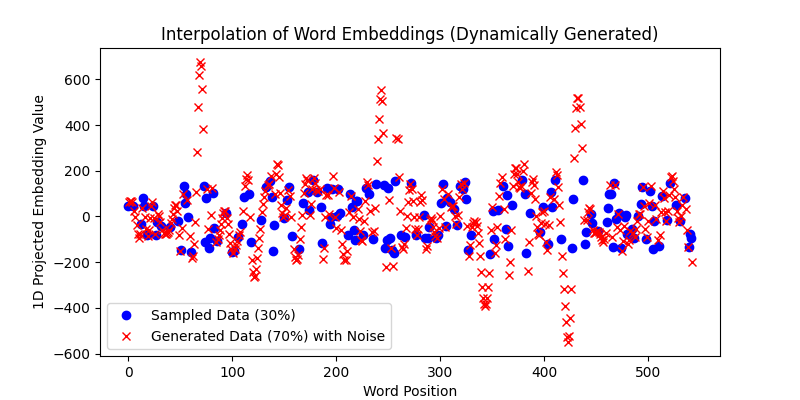 Interpolation of Word Embeddings (Dynamically Generated)
1D Projected Embedding Value
600
400
200
0
−200
−400
−600
Sampled Data (30%)
Generated Data (70%) with Noise
0 100 200 300 400 500
Word Position